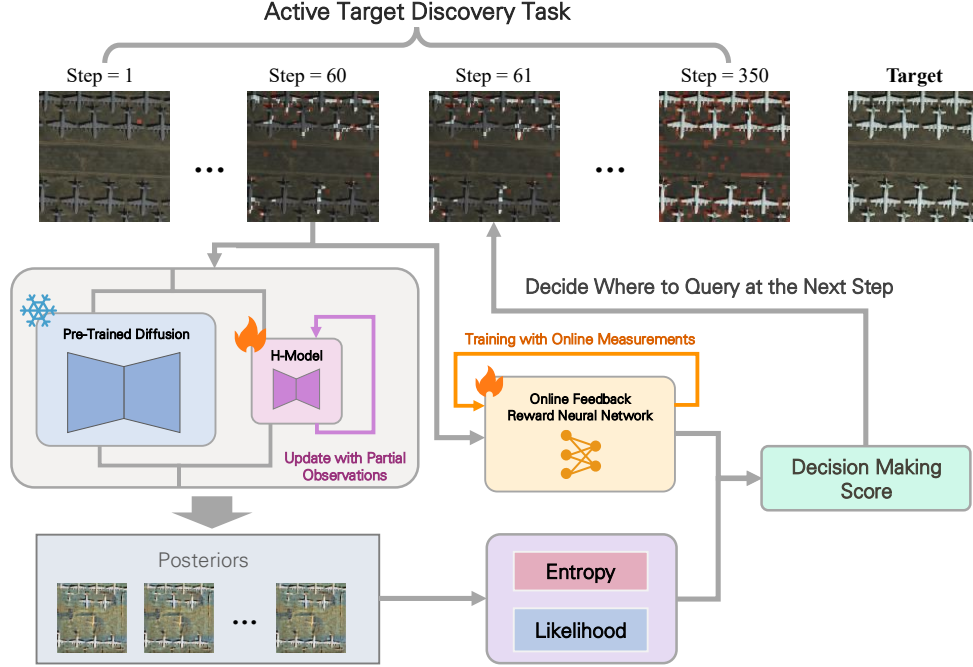 Active Target Discovery Task
Step = 1
Step = 60
Step = 61
Step = 350
Target
...
...
Decide Where to Query at the Next Step
Pre-Trained Diffusion
H-Model
Update with Partial
Observations
Training with Online Measurements
Online Feedback
Reward Neural Network
Decision Making
Score
Posteriors
...
Entropy
Likelihood